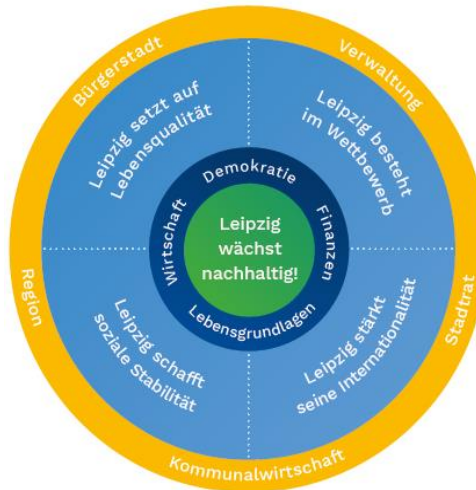 Bürgerstadt
Verwaltung
Leipzig setzt auf
Lebensqualität
Leipzig besteht
im Wettbewerb
Demokratie
Wirtschaft
Finanzen
Leipzig
wächst
nachhaltig!
Lebensgrundlagen
Region
Stadtrat
Leipzig schafft
soziale Stabilität
Leipzig stärkt
seine Internationalität
Kommunalwirtschaft